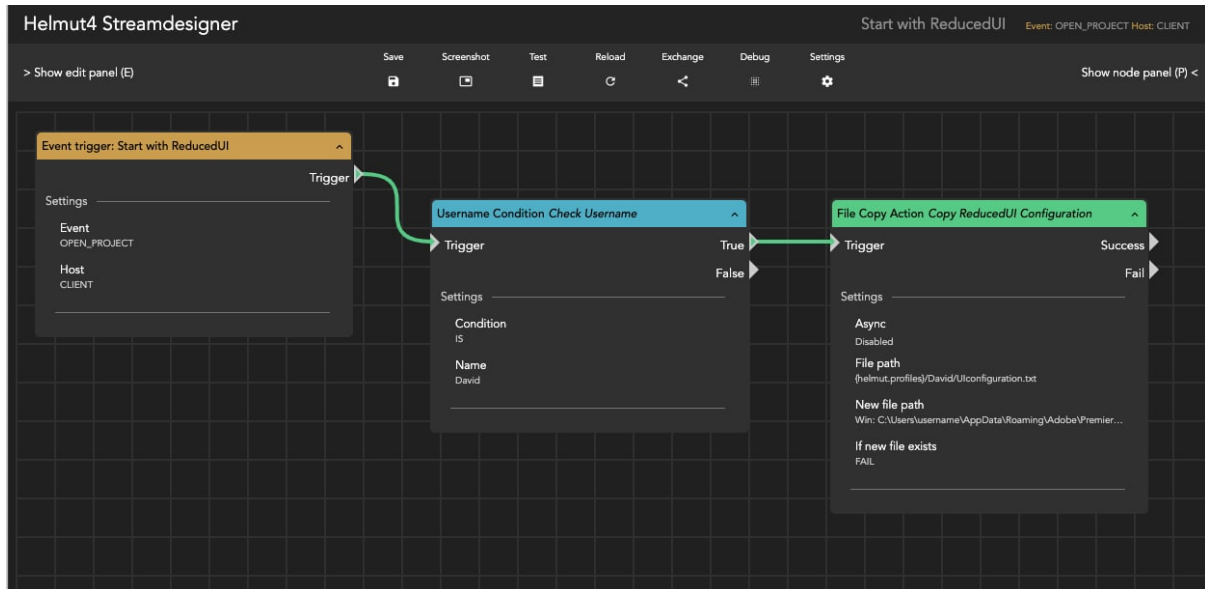 Helmut4 Streamdesigner
Start with ReducedUI Event: OPEN_PROJECT Host: CLIENT
> Show edit panel (E)
Save Screenshot Test Reload Exchange Debug Settings
Show node panel (P) <
Event trigger: Start with ReducedUI
Trigger
Settings
Event
OPEN_PROJECT
Host
CLIENT
Username Condition Check Username
Trigger True
False
Settings
Condition
IS
Name
David
File Copy Action Copy ReducedUI Configuration
Trigger Success
Fail
Settings
Async
Disabled
File path
{helmut.profiles}/David/UIconfiguration.txt
New file path
Win: C:\Users\username\AppData\Roaming\Adobe\Premier...
If new file exists
FAIL